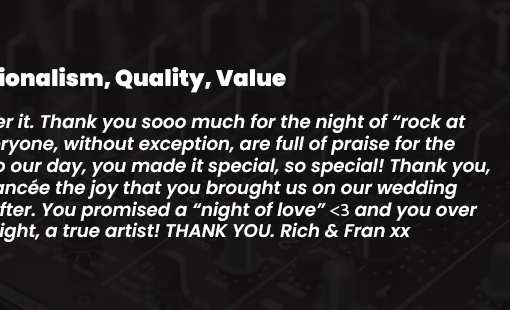 ionalism, Quality, Value
er it. Thank you sooo much for the night of “rock at
eryone, without exception, are full of praise for the
o our day, you made it special, so special! Thank you,
ancée the joy that you brought us on our wedding
fter. You promised a “night of love” <3 and you over
ight, a true artist! THANK YOU. Rich & Fran xx